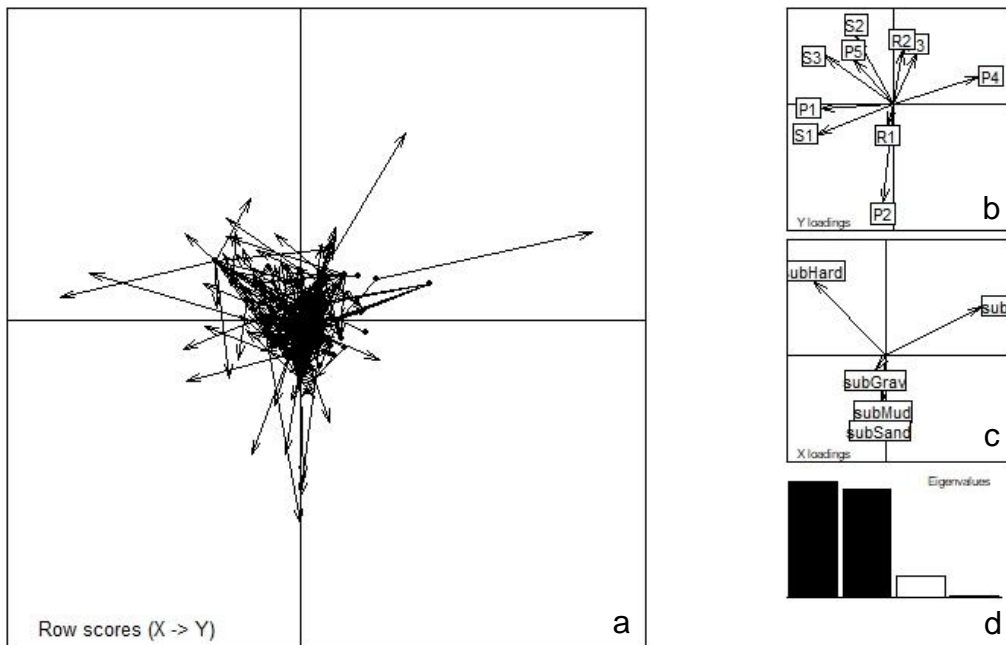 Row scores (X -> Y)
a
S2
P5
R2
3
S3
P4
P1
S1
R1
P2
Y loadings
b
subHard
sub
subGrav
subMud
subSand
X loadings
c
Eigenvalues
d